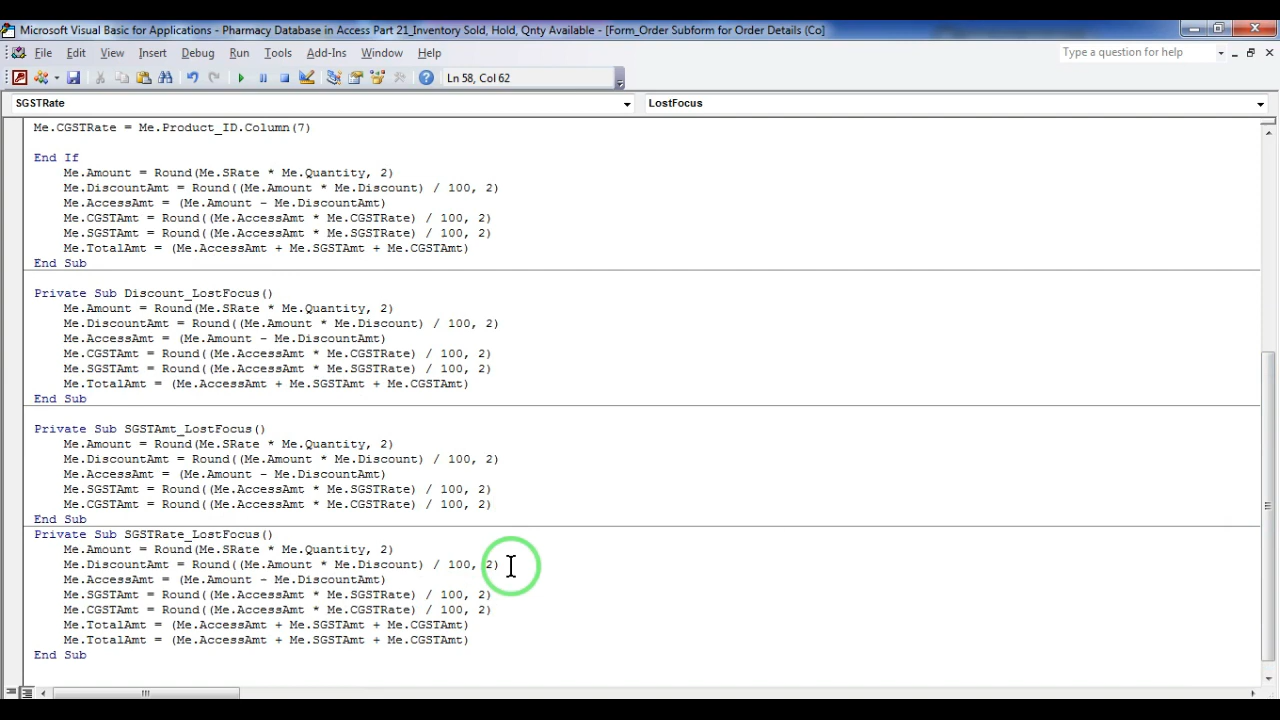 Microsoft Visual Basic for Applications - Pharmacy Database in Access Part 21_Inventory Sold, Hold, Qnty Available - [Form_Order Subform for Order Details (Co]
File Edit View Insert Format Debug Run Tools Add-Ins Window Help
Type a question for help
Ln 58, Col 62
SGSTRate LostFocus
Me.CGSTRate = Me.Product_ID.Column(7)
End If
Me.Amount = Round(Me.SRate * Me.Quantity, 2)
Me.DiscountAmt = Round((Me.Amount * Me.Discount) / 100, 2)
Me.AccessAmt = (Me.Amount - Me.DiscountAmt)
Me.CGSTAmt = Round((Me.AccessAmt * Me.CGSTRate) / 100, 2)
Me.SGSTAmt = Round((Me.AccessAmt * Me.SGSTRate) / 100, 2)
Me.TotalAmt = (Me.AccessAmt + Me.SGSTAmt + Me.CGSTAmt)
End Sub
Private Sub Discount_LostFocus()
Me.Amount = Round(Me.SRate * Me.Quantity, 2)
Me.DiscountAmt = Round((Me.Amount * Me.Discount) / 100, 2)
Me.AccessAmt = (Me.Amount - Me.DiscountAmt)
Me.CGSTAmt = Round((Me.AccessAmt * Me.CGSTRate) / 100, 2)
Me.SGSTAmt = Round((Me.AccessAmt * Me.SGSTRate) / 100, 2)
Me.TotalAmt = (Me.AccessAmt + Me.SGSTAmt + Me.CGSTAmt)
End Sub
Private Sub SGSTAmt_LostFocus()
Me.Amount = Round(Me.SRate * Me.Quantity, 2)
Me.DiscountAmt = Round((Me.Amount * Me.Discount) / 100, 2)
Me.AccessAmt = (Me.Amount - Me.DiscountAmt)
Me.SGSTAmt = Round((Me.AccessAmt * Me.SGSTRate) / 100, 2)
Me.CGSTAmt = Round((Me.AccessAmt * Me.CGSTRate) / 100, 2)
End Sub
Private Sub SGSTRate_LostFocus()
Me.Amount = Round(Me.SRate * Me.Quantity, 2)
Me.DiscountAmt = Round((Me.Amount * Me.Discount) / 100, 2)
Me.AccessAmt = (Me.Amount - Me.DiscountAmt)
Me.SGSTAmt = Round((Me.AccessAmt * Me.SGSTRate) / 100, 2)
Me.CGSTAmt = Round((Me.AccessAmt * Me.CGSTRate) / 100, 2)
Me.TotalAmt = (Me.AccessAmt + Me.SGSTAmt + Me.CGSTAmt)
Me.TotalAmt = (Me.AccessAmt + Me.SGSTAmt + Me.CGSTAmt)
End Sub